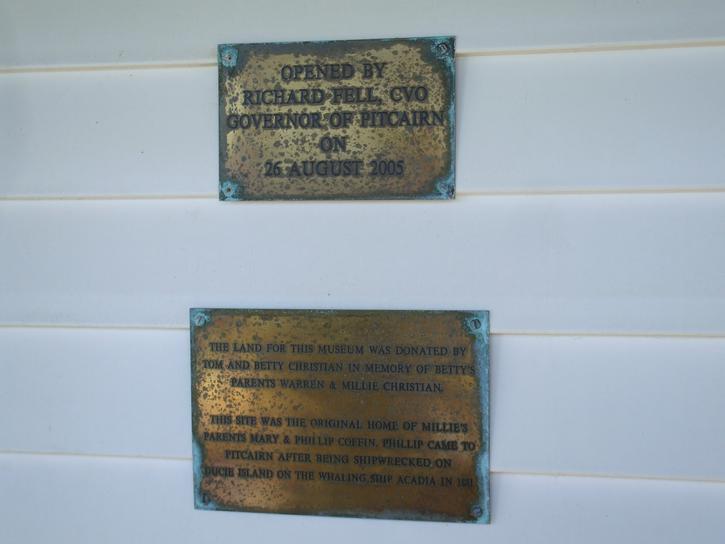 OPENED BY
RICHARD FELL, CVO
GOVERNOR OF PITCAIRN
ON
26 AUGUST 2005
THE LAND FOR THIS MUSEUM WAS DONATED BY
TOM AND BETTY CHRISTIAN IN MEMORY OF BETTY'S
PARENTS WARREN & MILLIE CHRISTIAN.
THIS SITE WAS THE ORIGINAL HOME OF MILLIE'S
PARENTS MARY & PHILLIP COFFIN. PHILLIP CAME TO
PITCAIRN AFTER BEING SHIPWRECKED ON
DUCIE ISLAND ON THE WHALING SHIP ACADIA IN